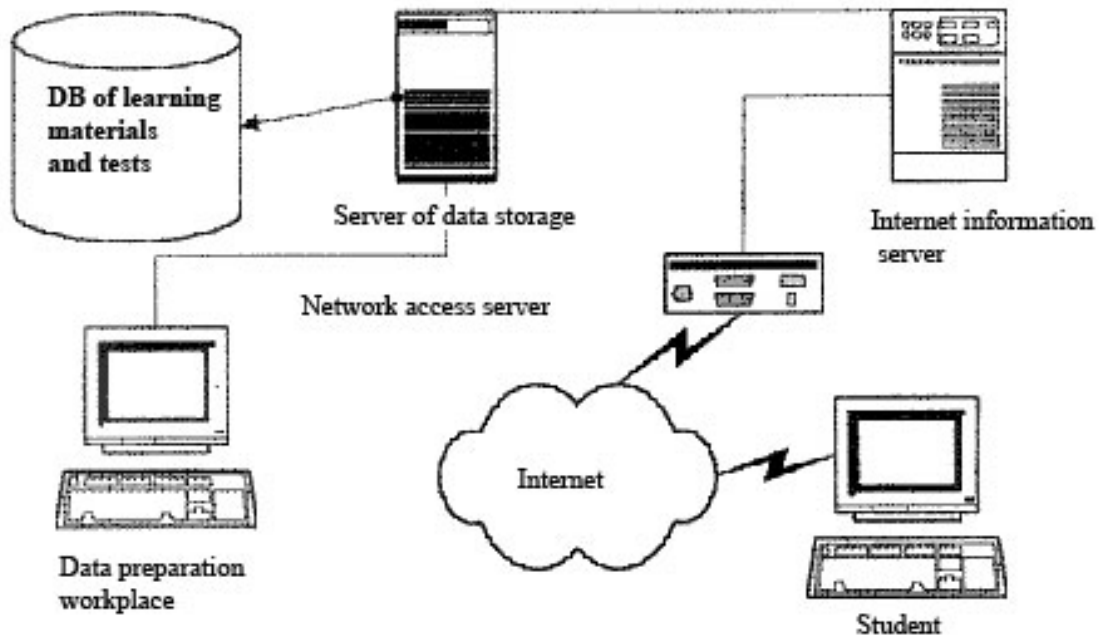 DB of learning
materials
and tests
Server of data storage
Internet information
server
Network access server
Internet
Data preparation
workplace
Student